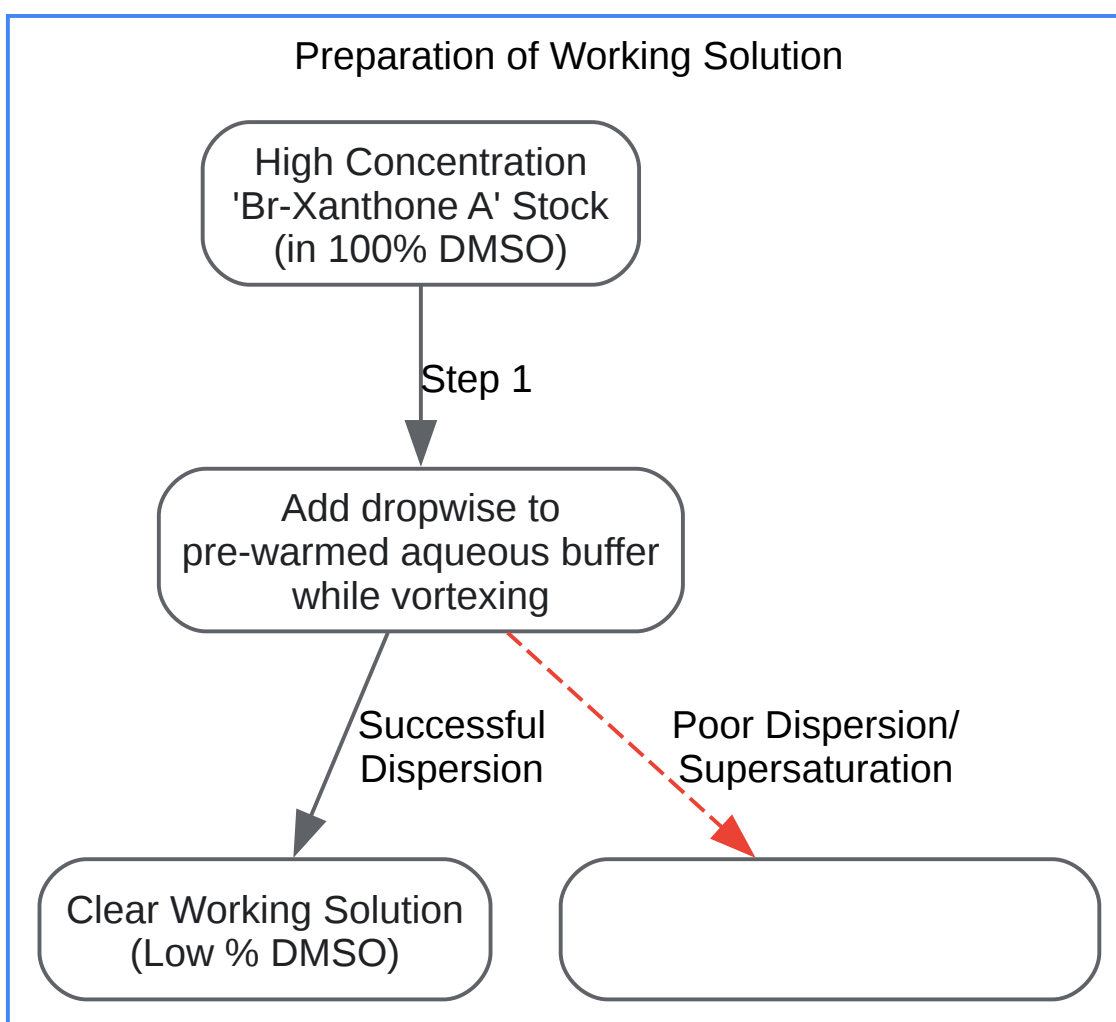 Preparation of Working Solution
High Concentration
'Br-Xanthone A' Stock
(in 100% DMSO)
Step 1
Add dropwise to
pre-warmed aqueous buffer
while vortexing
Successful
Dispersion
Poor Dispersion/
Supersaturation
Clear Working Solution
(Low % DMSO)